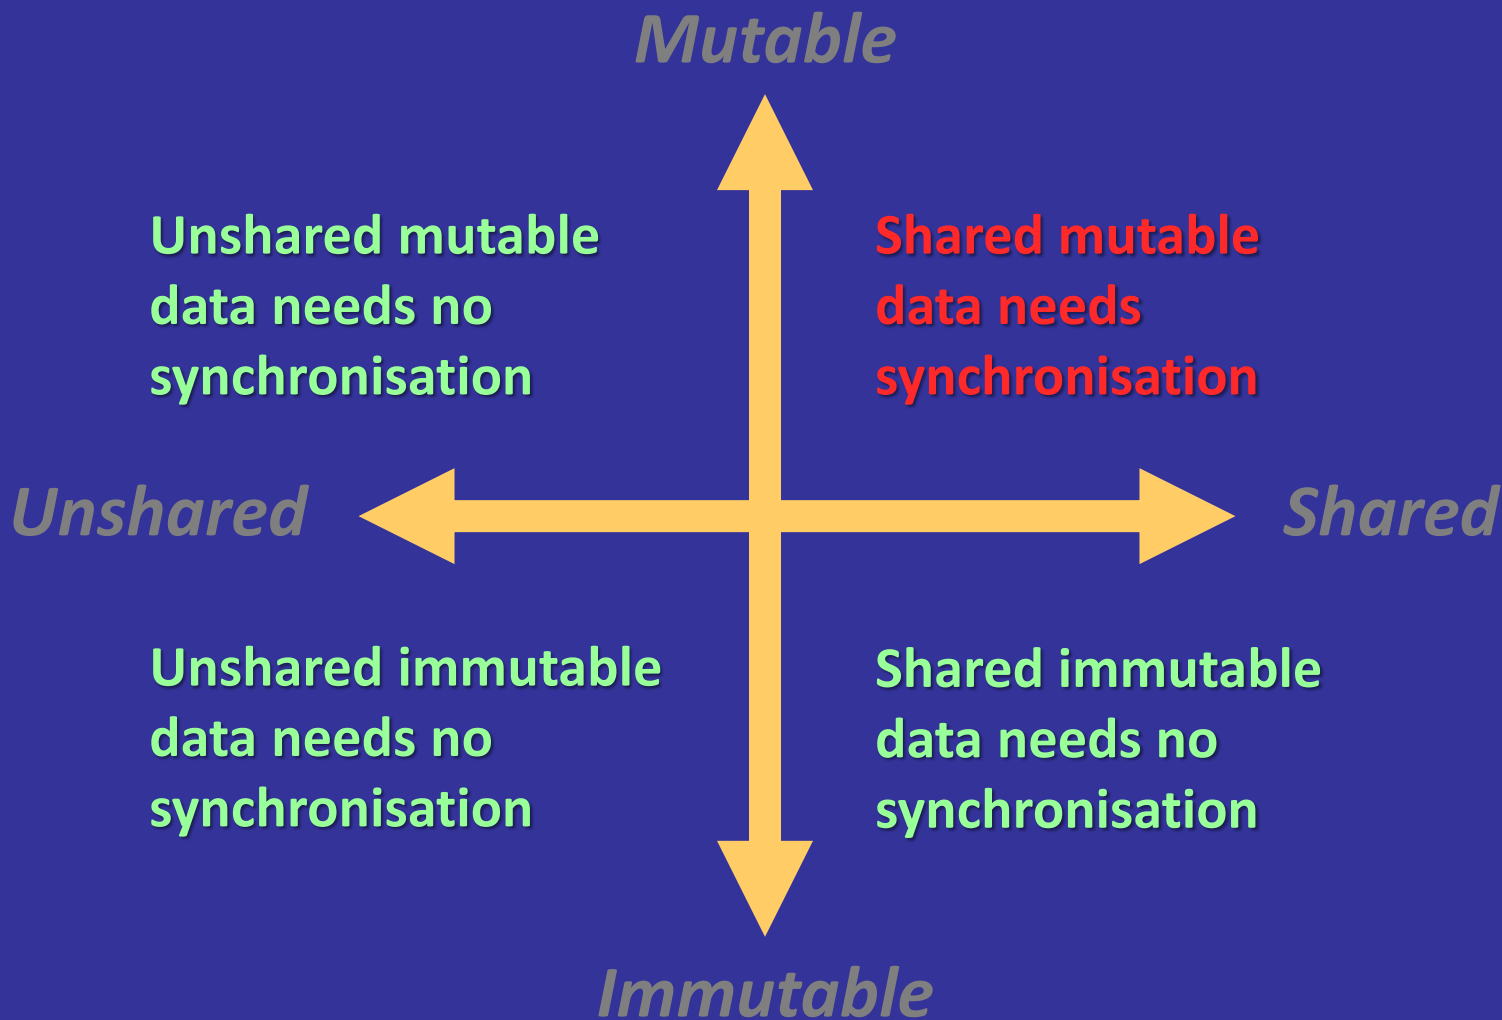 Mutable
Unshared mutable
data needs no
synchronisation
Shared mutable
data needs
synchronisation
Unshared
Shared
Unshared immutable
data needs no
synchronisation
Shared immutable
data needs no
synchronisation
Immutable